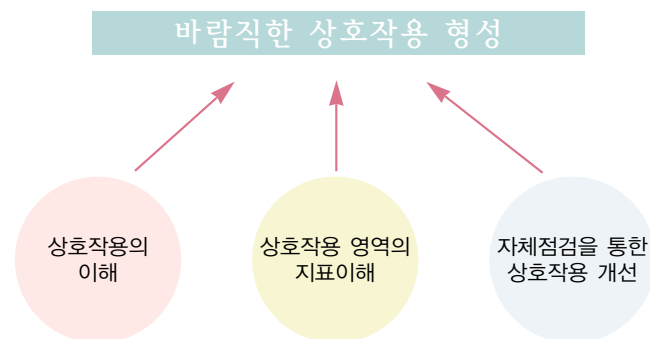 바람직한 상호작용 형성
상호작용의
이해
상호작용 영역의
지표이해
자체점검을 통한
상호작용 개선